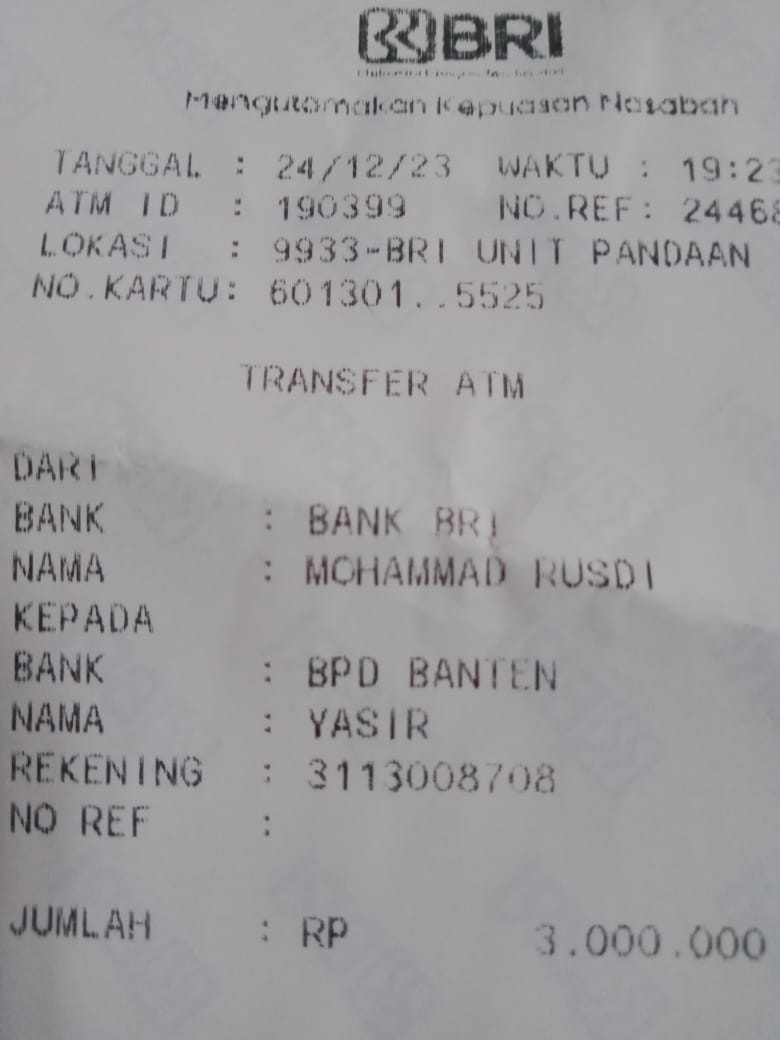 BRI
Mengutamakan Kepuasan Nasabah
TANGGAL : 24/12/23 WAKTU : 19:23
ATM ID : 190399 NO.REF: 24468
LOKASI : 9933-BRI UNIT PANDAAN
NO.KARTU: 601301..5525
TRANSFER ATM
DARI
BANK : BANK BRI
NAMA : MOHAMMAD RUSDI
KEPADA
BANK : BPD BANTEN
NAMA : YASIR
REKENING : 3113008708
NO REF :
JUMLAH : RP 3.000.000